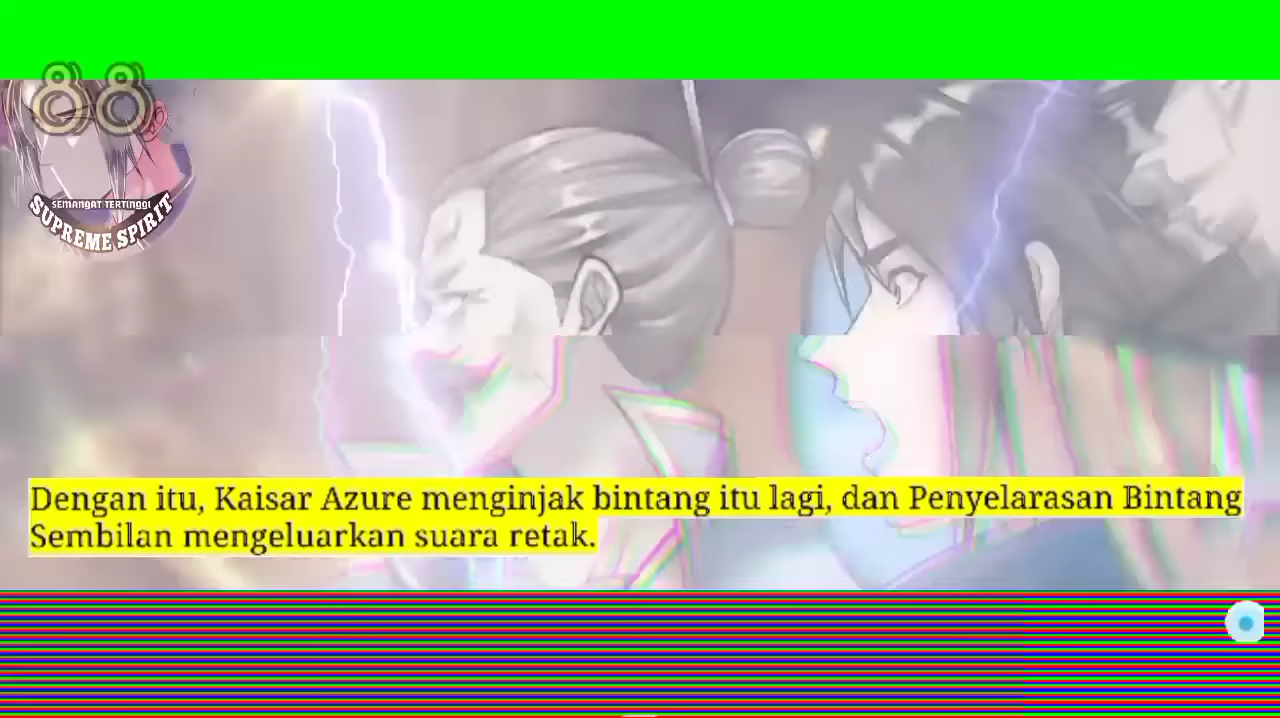 88
SEMANGAT TERTINGGI
SUPREME SPIRIT
Dengan itu, Kaisar Azure menginjak bintang itu lagi, dan Penyelarasan Bintang
Sembilan mengeluarkan suara retak.